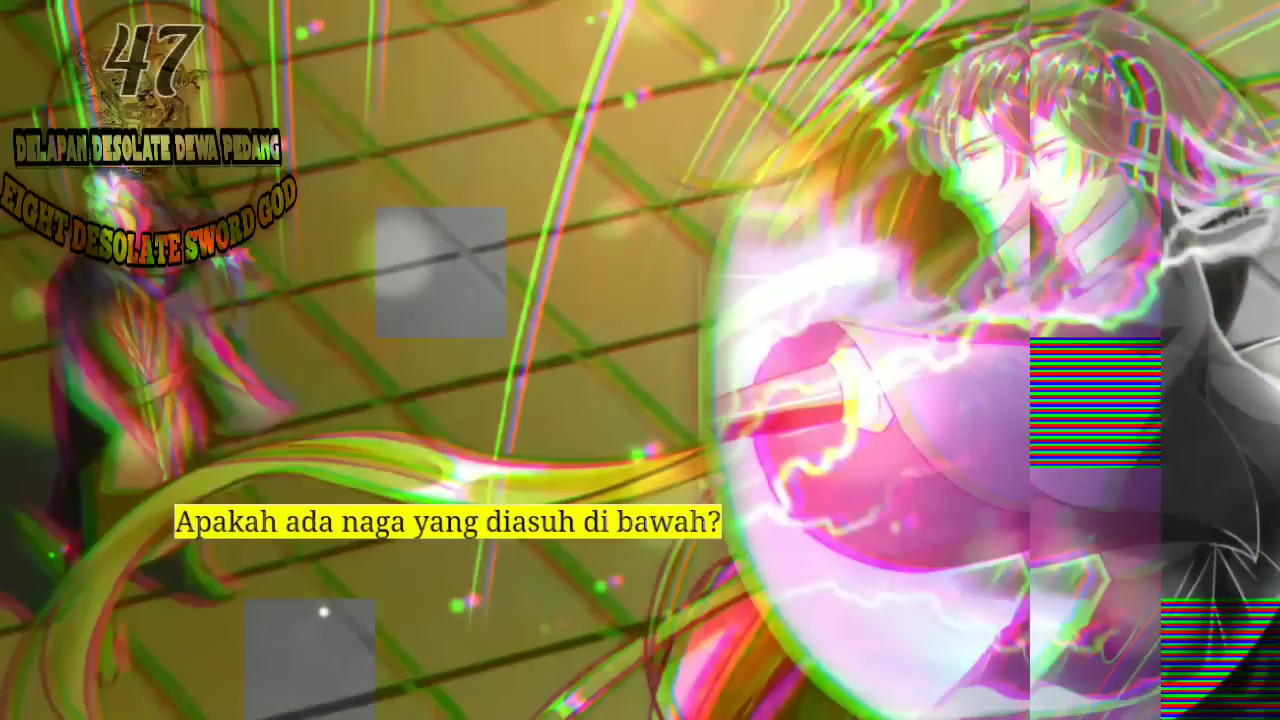 47
DELAPAN DESOLATE DEWA PEDANG
EIGHT DESOLATE SWORD GOD
Apakah ada naga yang diasuh di bawah?